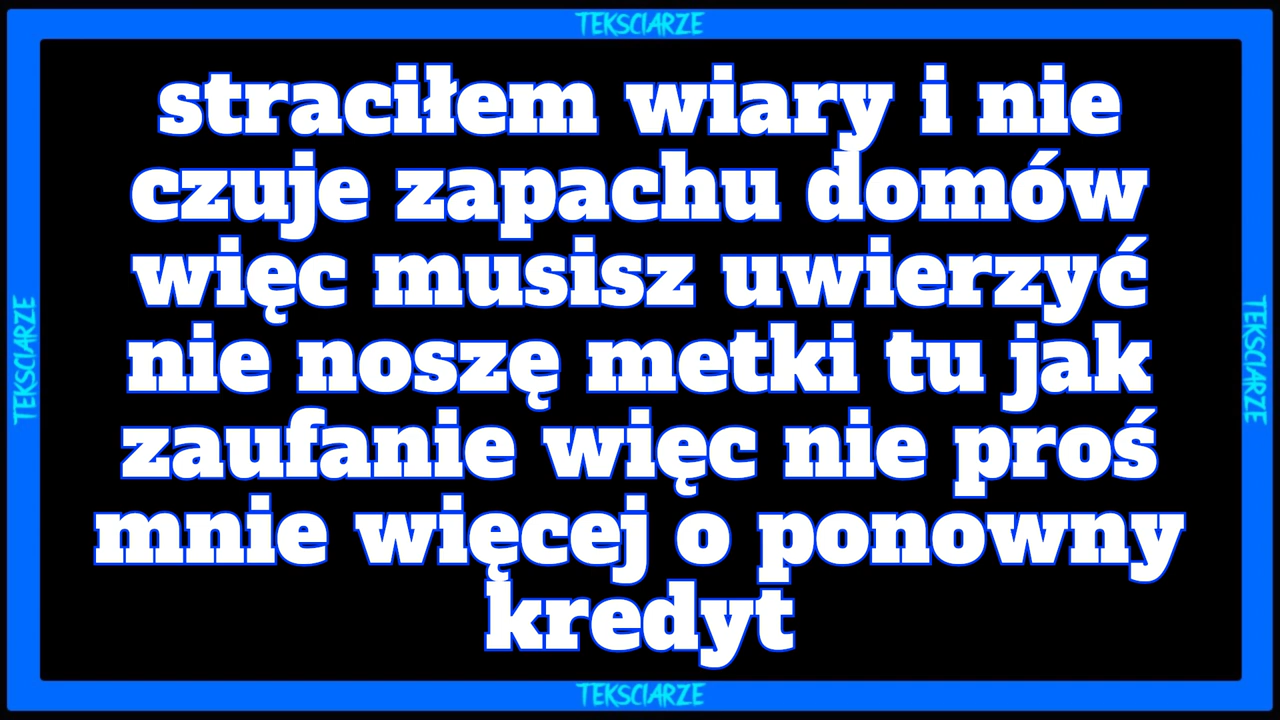 TEKSCIARZE
straciłem wiary i nie
czuje zapachu domów
więc musisz uwierzyć
nie noszę metki tu jak
zaufanie więc nie proś
mnie więcej o ponowny
kredyt
TEKSCIARZE
TEKSCIARZE
TEKSCIARZE